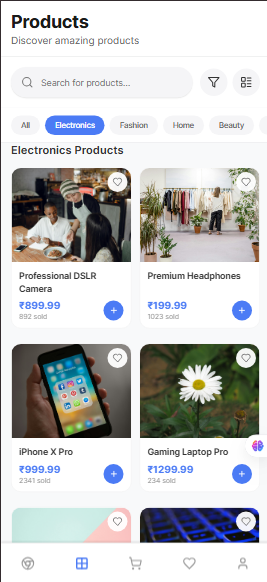 Products
Discover amazing products
Search for products...
All
Electronics
Fashion
Home
Beauty
Electronics Products
Professional DSLR
Camera
₹899.99
892 sold
Premium Headphones
₹199.99
1023 sold
iPhone X Pro
₹999.99
2341 sold
Gaming Laptop Pro
₹1299.99
234 sold